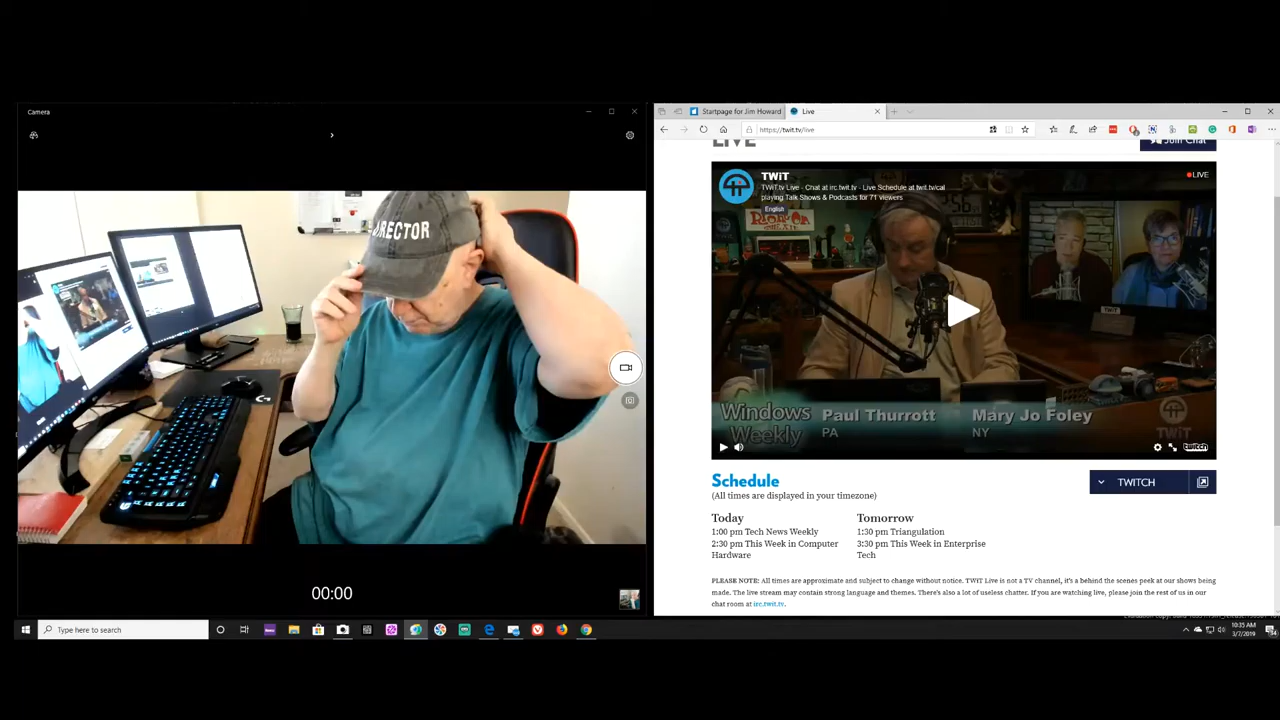 Camera
DIRECTOR
00:00
Startpage for Jim Howard
Live
https://twit.tv/live
LIVE
Join Chat
TWiT
TWiT.tv Live - Chat at irc.twit.tv - Live Schedule at twit.tv/cal
playing Talk Shows & Podcasts for 71 viewers
English
LIVE
TWiT
Windows
Weekly
Paul Thurrott
PA
Mary Jo Foley
NY
TWiT
twitch
Schedule
(All times are displayed in your timezone)
TWITCH
Today
1:00 pm Tech News Weekly
2:30 pm This Week in Computer
Hardware
Tomorrow
1:30 pm Triangulation
3:30 pm This Week in Enterprise
Tech
PLEASE NOTE: All times are approximate and subject to change without notice. TWiT Live is not a TV channel, it's a behind the scenes peek at our shows being
made. The live stream may contain strong language and themes. There's also a lot of useless chatter. If you are watching live, please join the rest of us in our
chat room at irc.twit.tv.
Type here to search
10:35 AM
3/7/2019